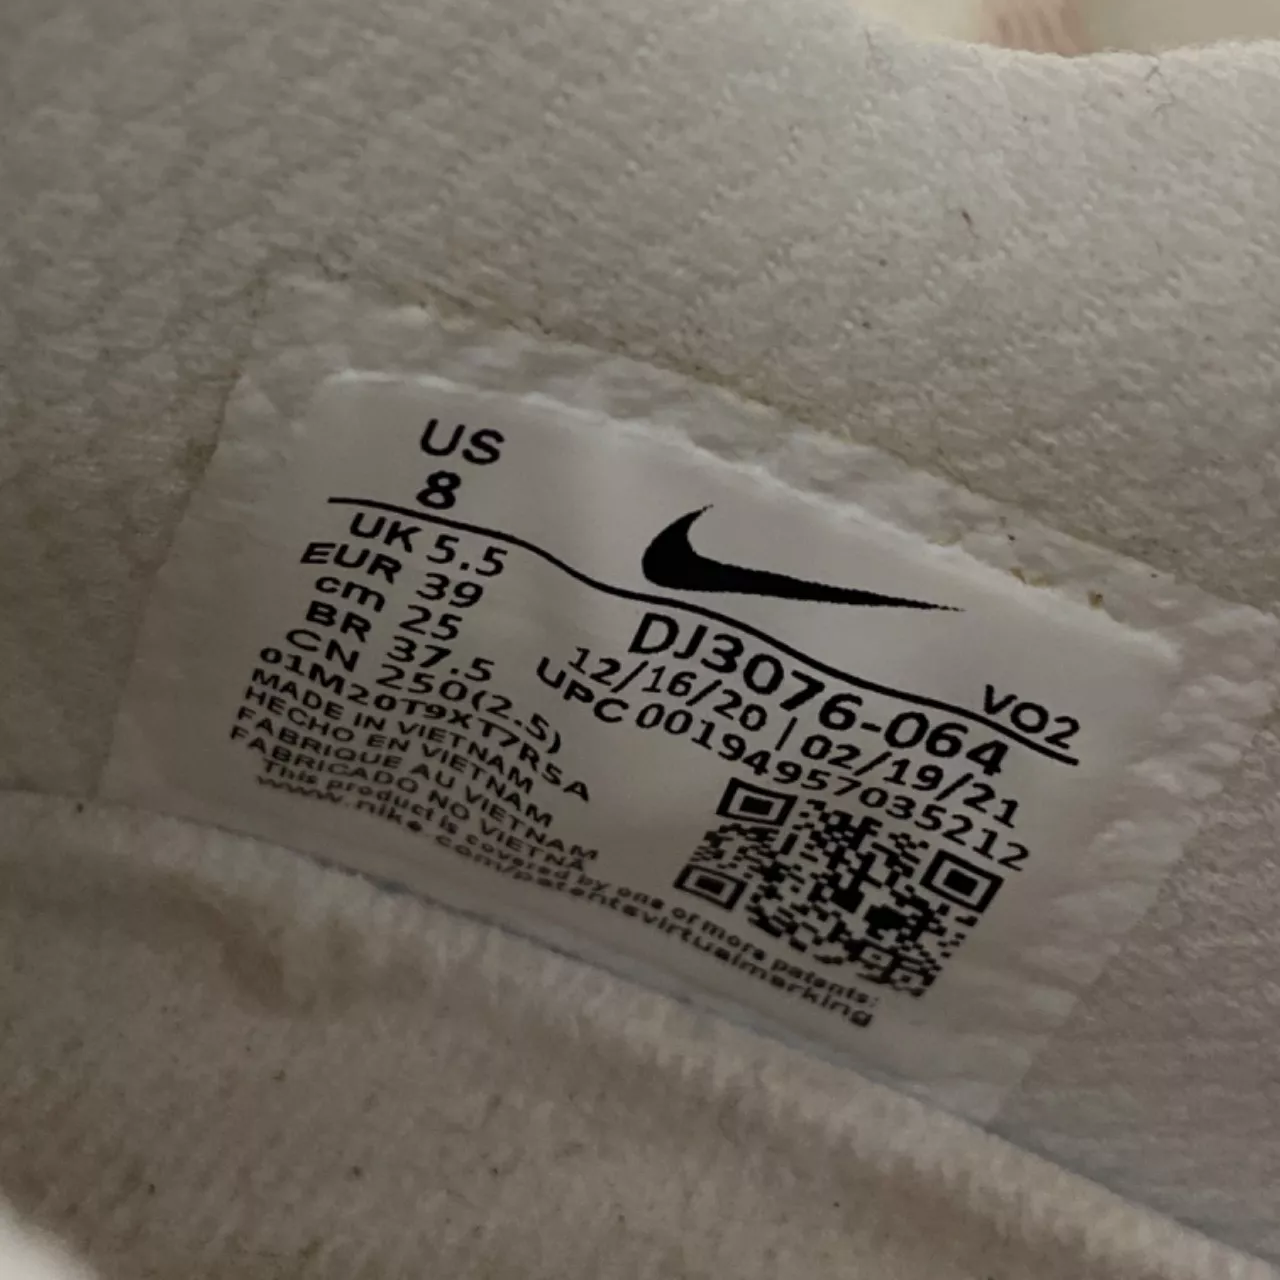 US
8
UK 5.5
EUR 39
cm 25
BR 37.5
CN 250(2.5)
01M20T9XT7R5A
MADE IN VIETNAM
HECHO EN VIETNAM
FABRIQUE AU VIETNAM
FABRICADO NO VIETNÃ
This product is covered by one or more patents:
www.nike.com/patentsvirtualmarking
VO2
DJ3076-064
12/16/20 | 02/19/21
UPC 00194957035212